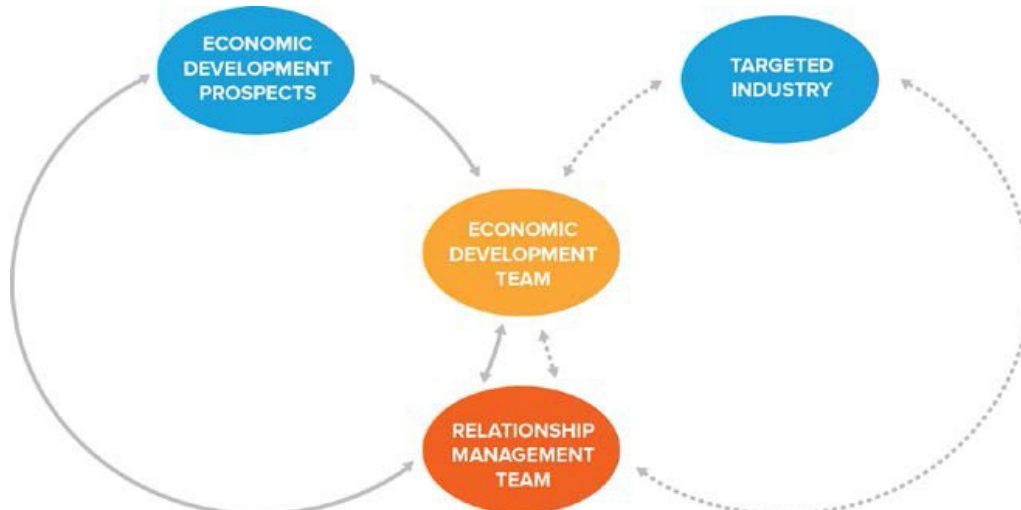 ECONOMIC
DEVELOPMENT
PROSPECTS
TARGETED
INDUSTRY
ECONOMIC
DEVELOPMENT
TEAM
RELATIONSHIP
MANAGEMENT
TEAM